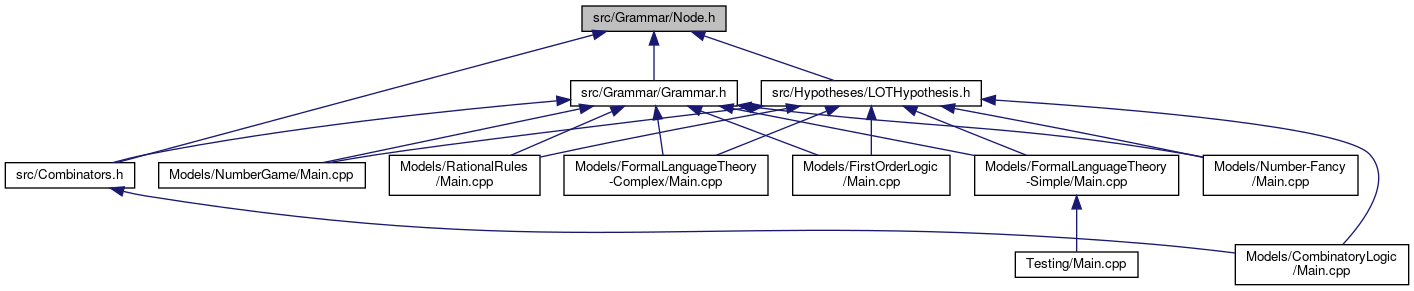 src/Grammar/Node.h
src/Grammar/Grammar.h
src/Hypotheses/LOTHypothesis.h
src/Combinators.h
Models/NumberGame/Main.cpp
Models/RationalRules
/Main.cpp
Models/FormalLanguageTheory
-Complex/Main.cpp
Models/FirstOrderLogic
/Main.cpp
Models/FormalLanguageTheory
-Simple/Main.cpp
Models/Number-Fancy
/Main.cpp
Testing/Main.cpp
Models/CombinatoryLogic
/Main.cpp